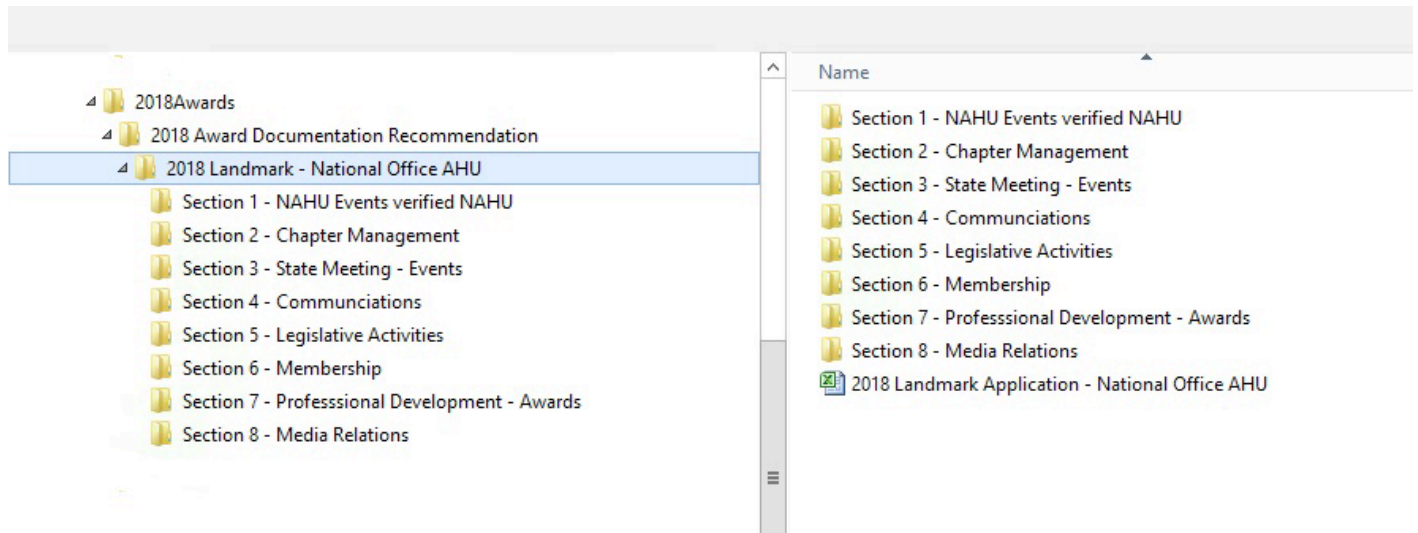 2018Awards
2018 Award Documentation Recommendation
2018 Landmark - National Office AHU
Section 1 - NAHU Events verified NAHU
Section 2 - Chapter Management
Section 3 - State Meeting - Events
Section 4 - Communciations
Section 5 - Legislative Activities
Section 6 - Membership
Section 7 - Professsional Development - Awards
Section 8 - Media Relations
Name
Section 1 - NAHU Events verified NAHU
Section 2 - Chapter Management
Section 3 - State Meeting - Events
Section 4 - Communciations
Section 5 - Legislative Activities
Section 6 - Membership
Section 7 - Professsional Development - Awards
Section 8 - Media Relations
2018 Landmark Application - National Office AHU